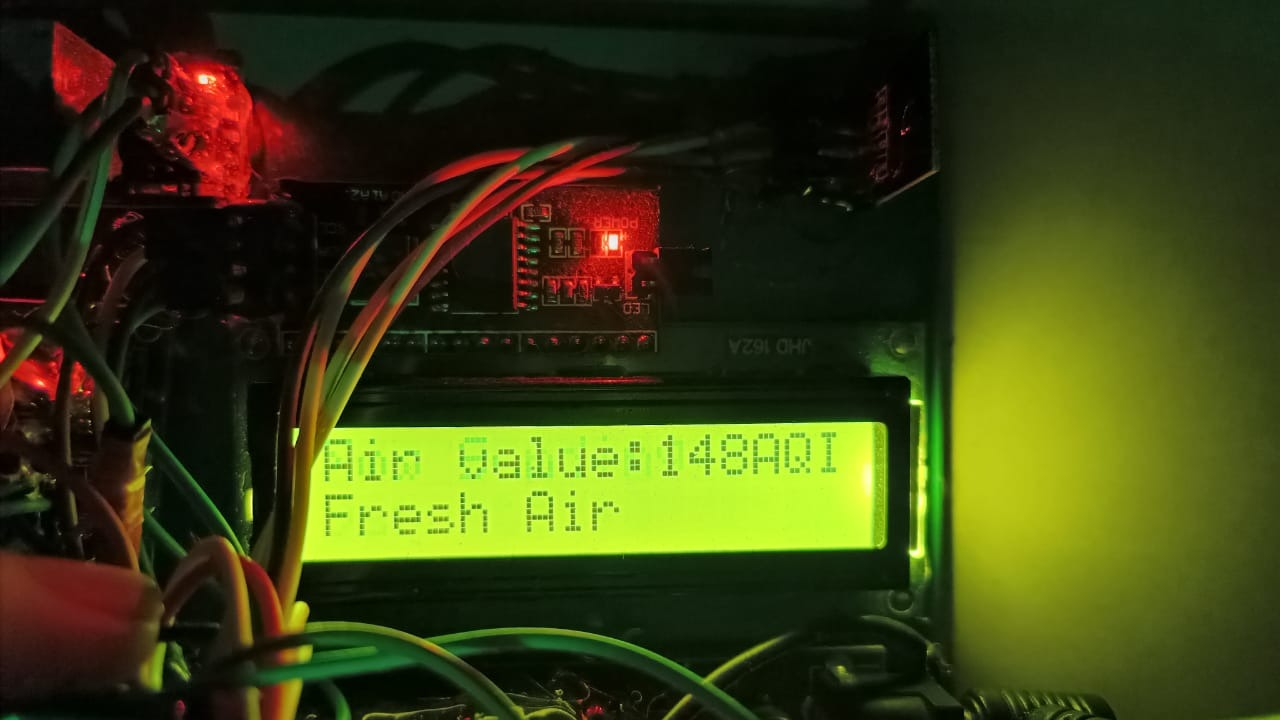 POWER
LED
JHD 162A
Air Value:148AQI
Fresh Air